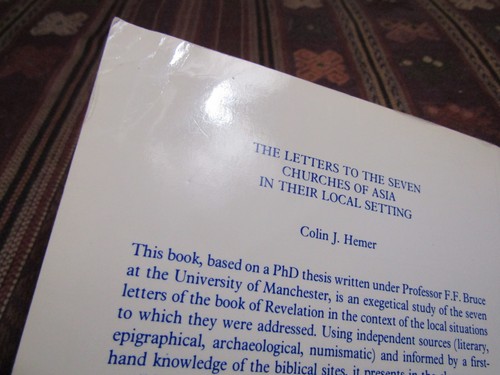 THE LETTERS TO THE SEVEN
CHURCHES OF ASIA
IN THEIR LOCAL SETTING
Colin J. Hemer
This book, based on a PhD thesis written under Professor F.F. Bruce
at the University of Manchester, is an exegetical study of the seven
letters of the book of Revelation in the context of the local situations
to which they were addressed. Using independent sources (literary,
epigraphical, archaeological, numismatic) and informed by a first-
hand knowledge of the biblical sites, it presents in the